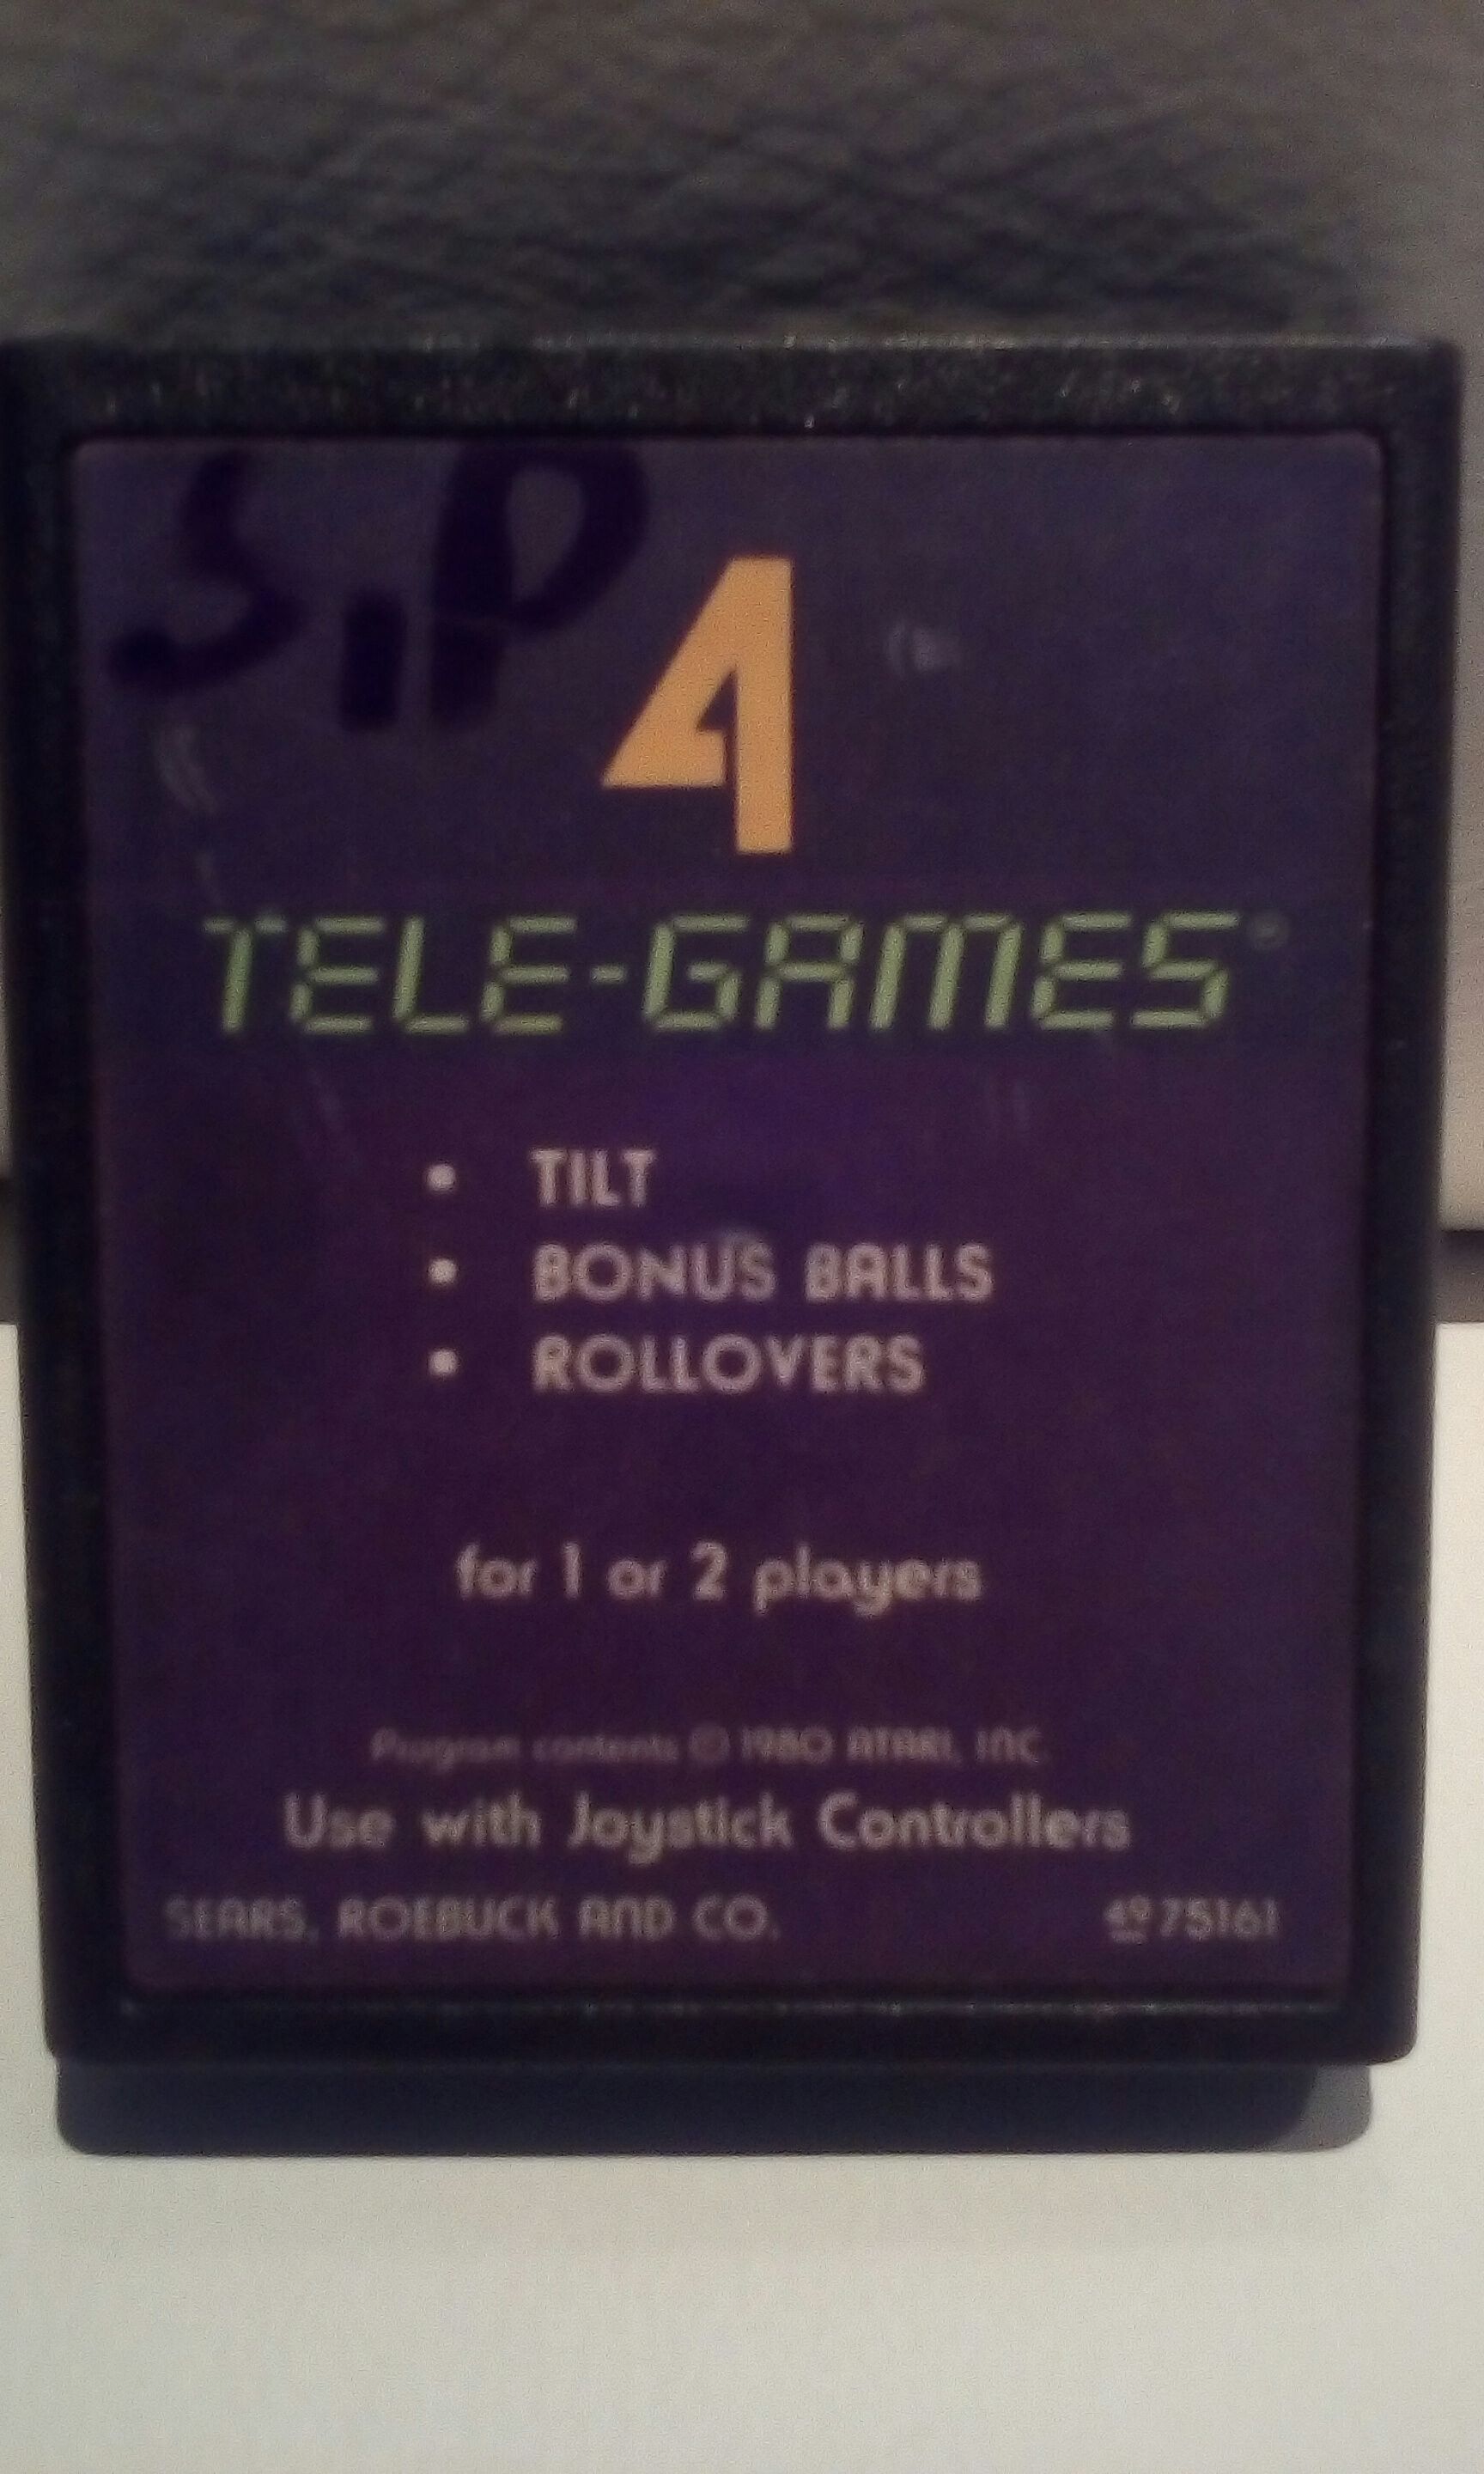 S.P
4
TELE-GAMES®
• TILT
• BONUS BALLS
• ROLLOVERS
for 1 or 2 players
Program contents © 1980 ATARI, INC.
Use with Joystick Controllers
SEARS, ROEBUCK AND CO. 49 75161